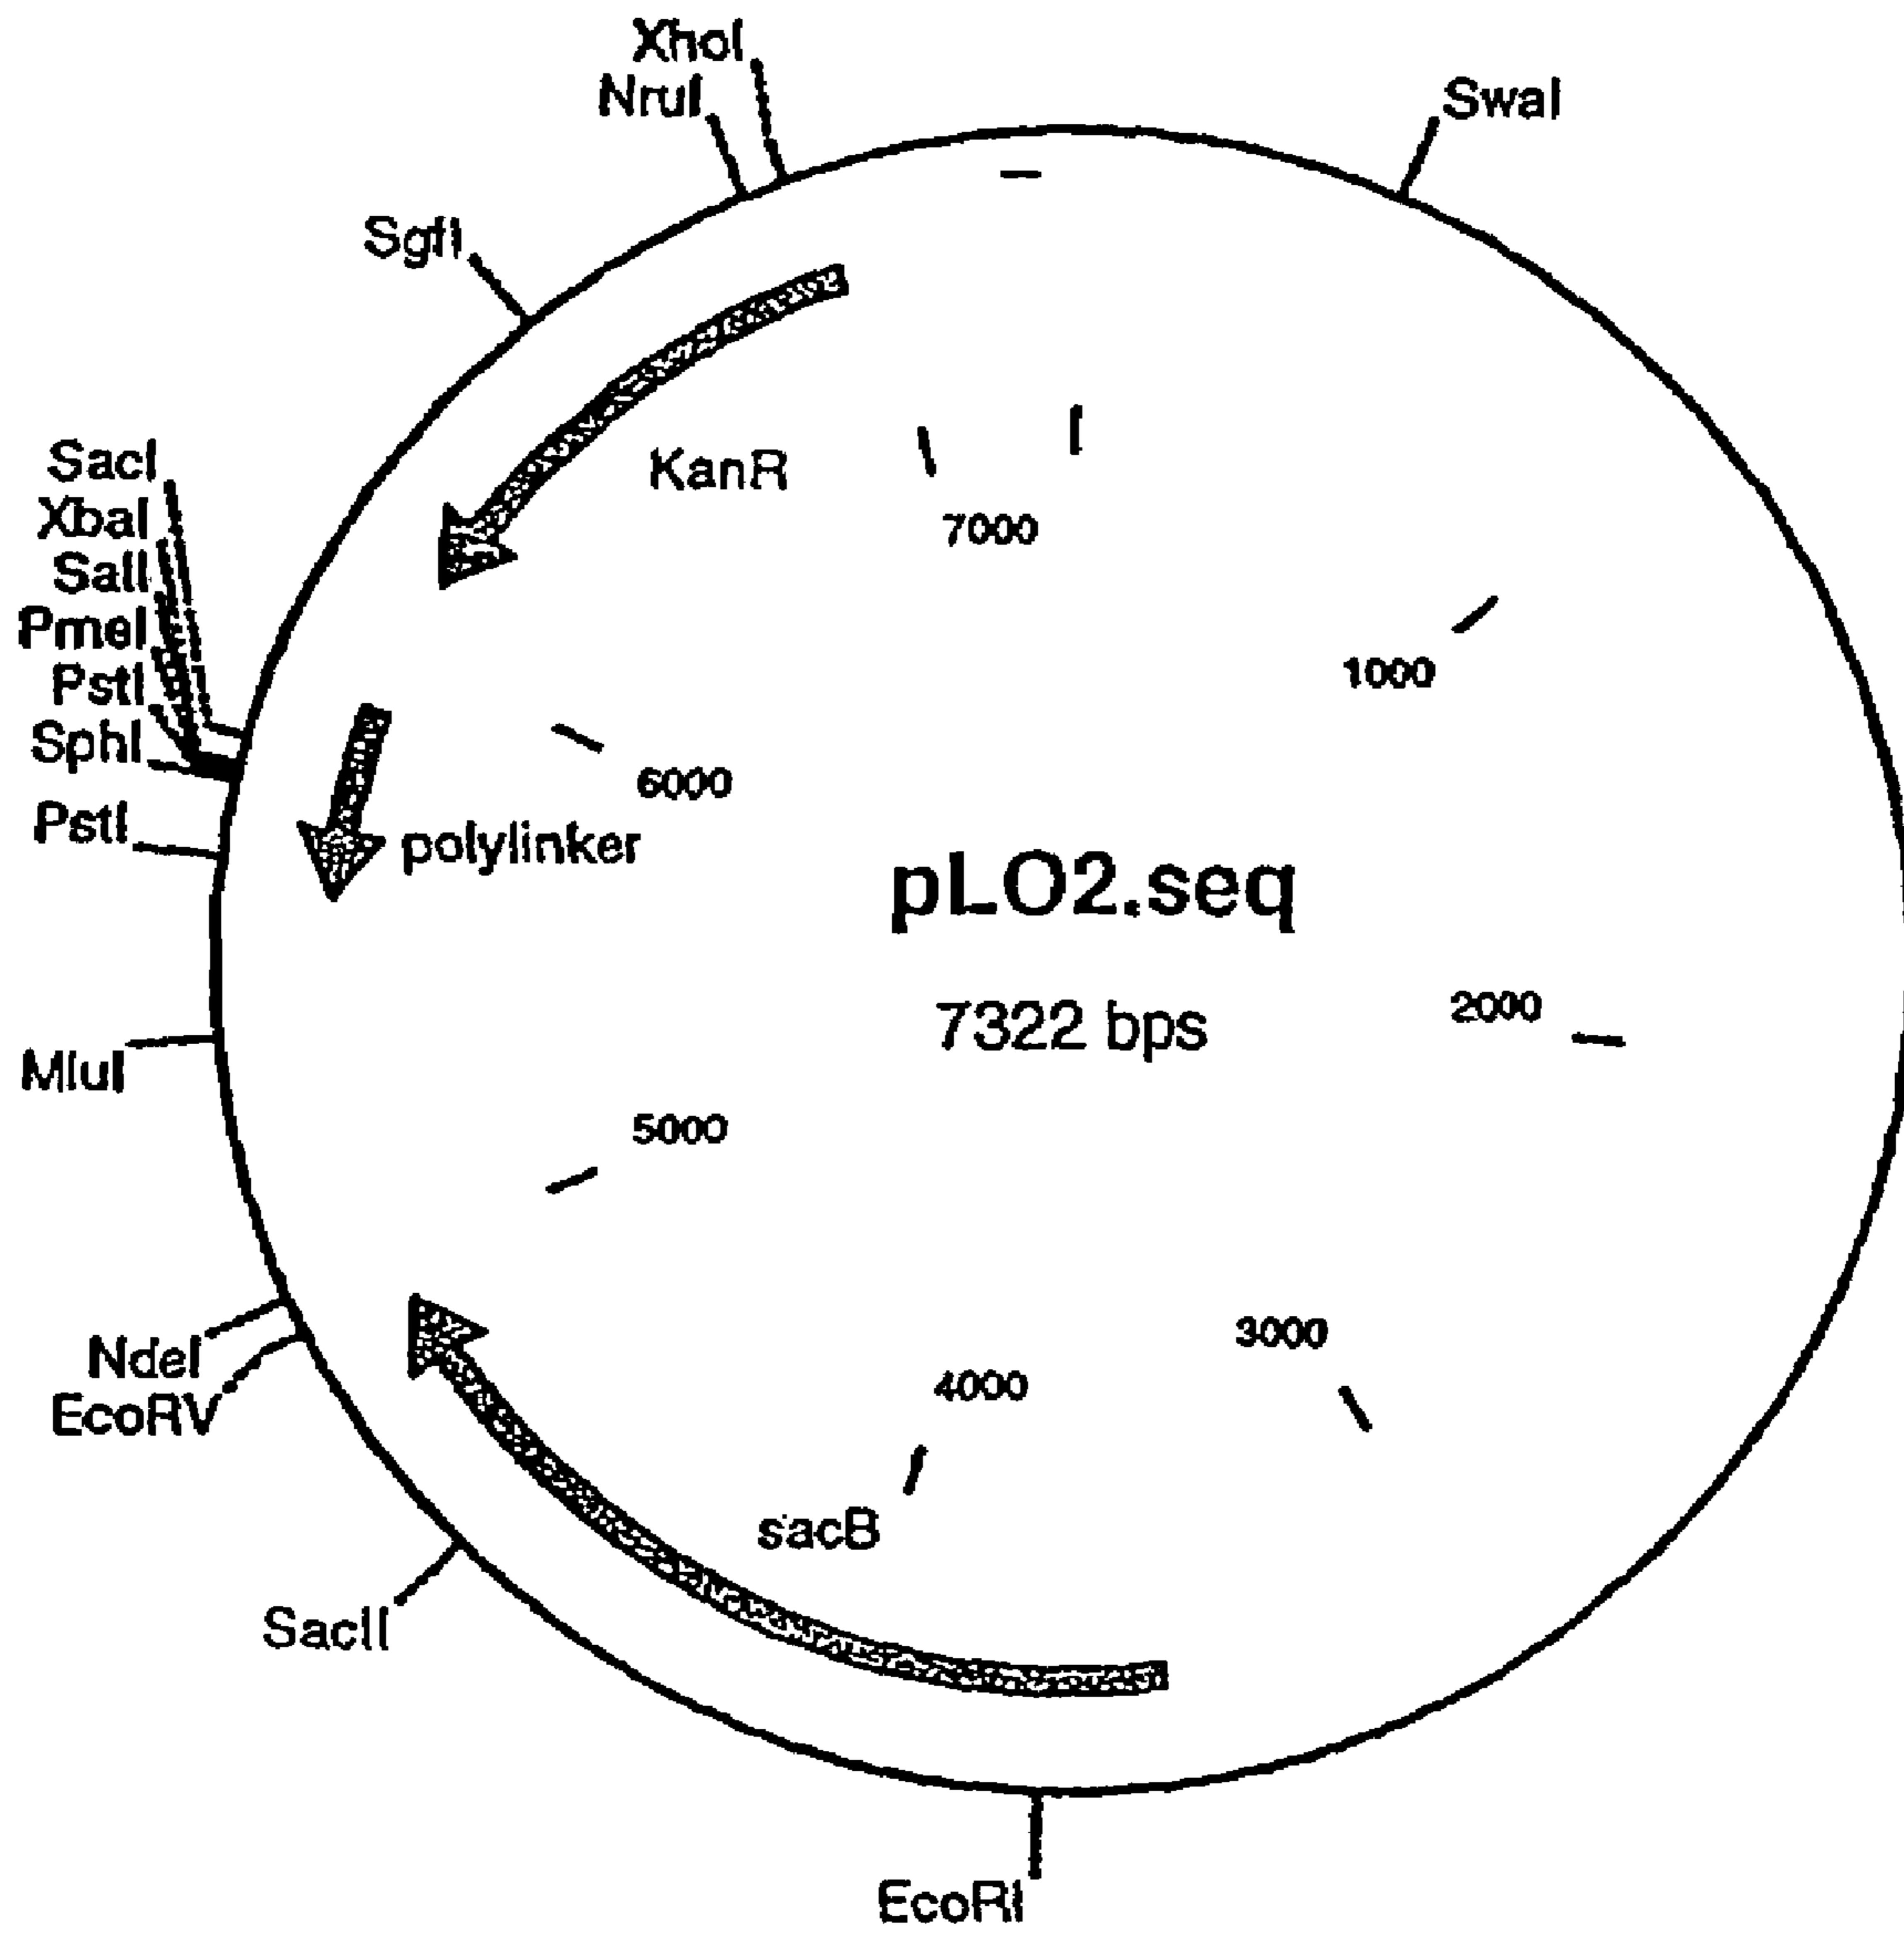 XhoI
NruI
SwaI
SgfI
SacI
XbaI
SalI
PmeI
PstI
SphI
PstI
KanR
7000
1000
6000
polylinker
pLO2.seq
7322 bps
2000
MluI
5000
NdeI
EcoRV
3000
4000
sacB
SacII
EcoRI